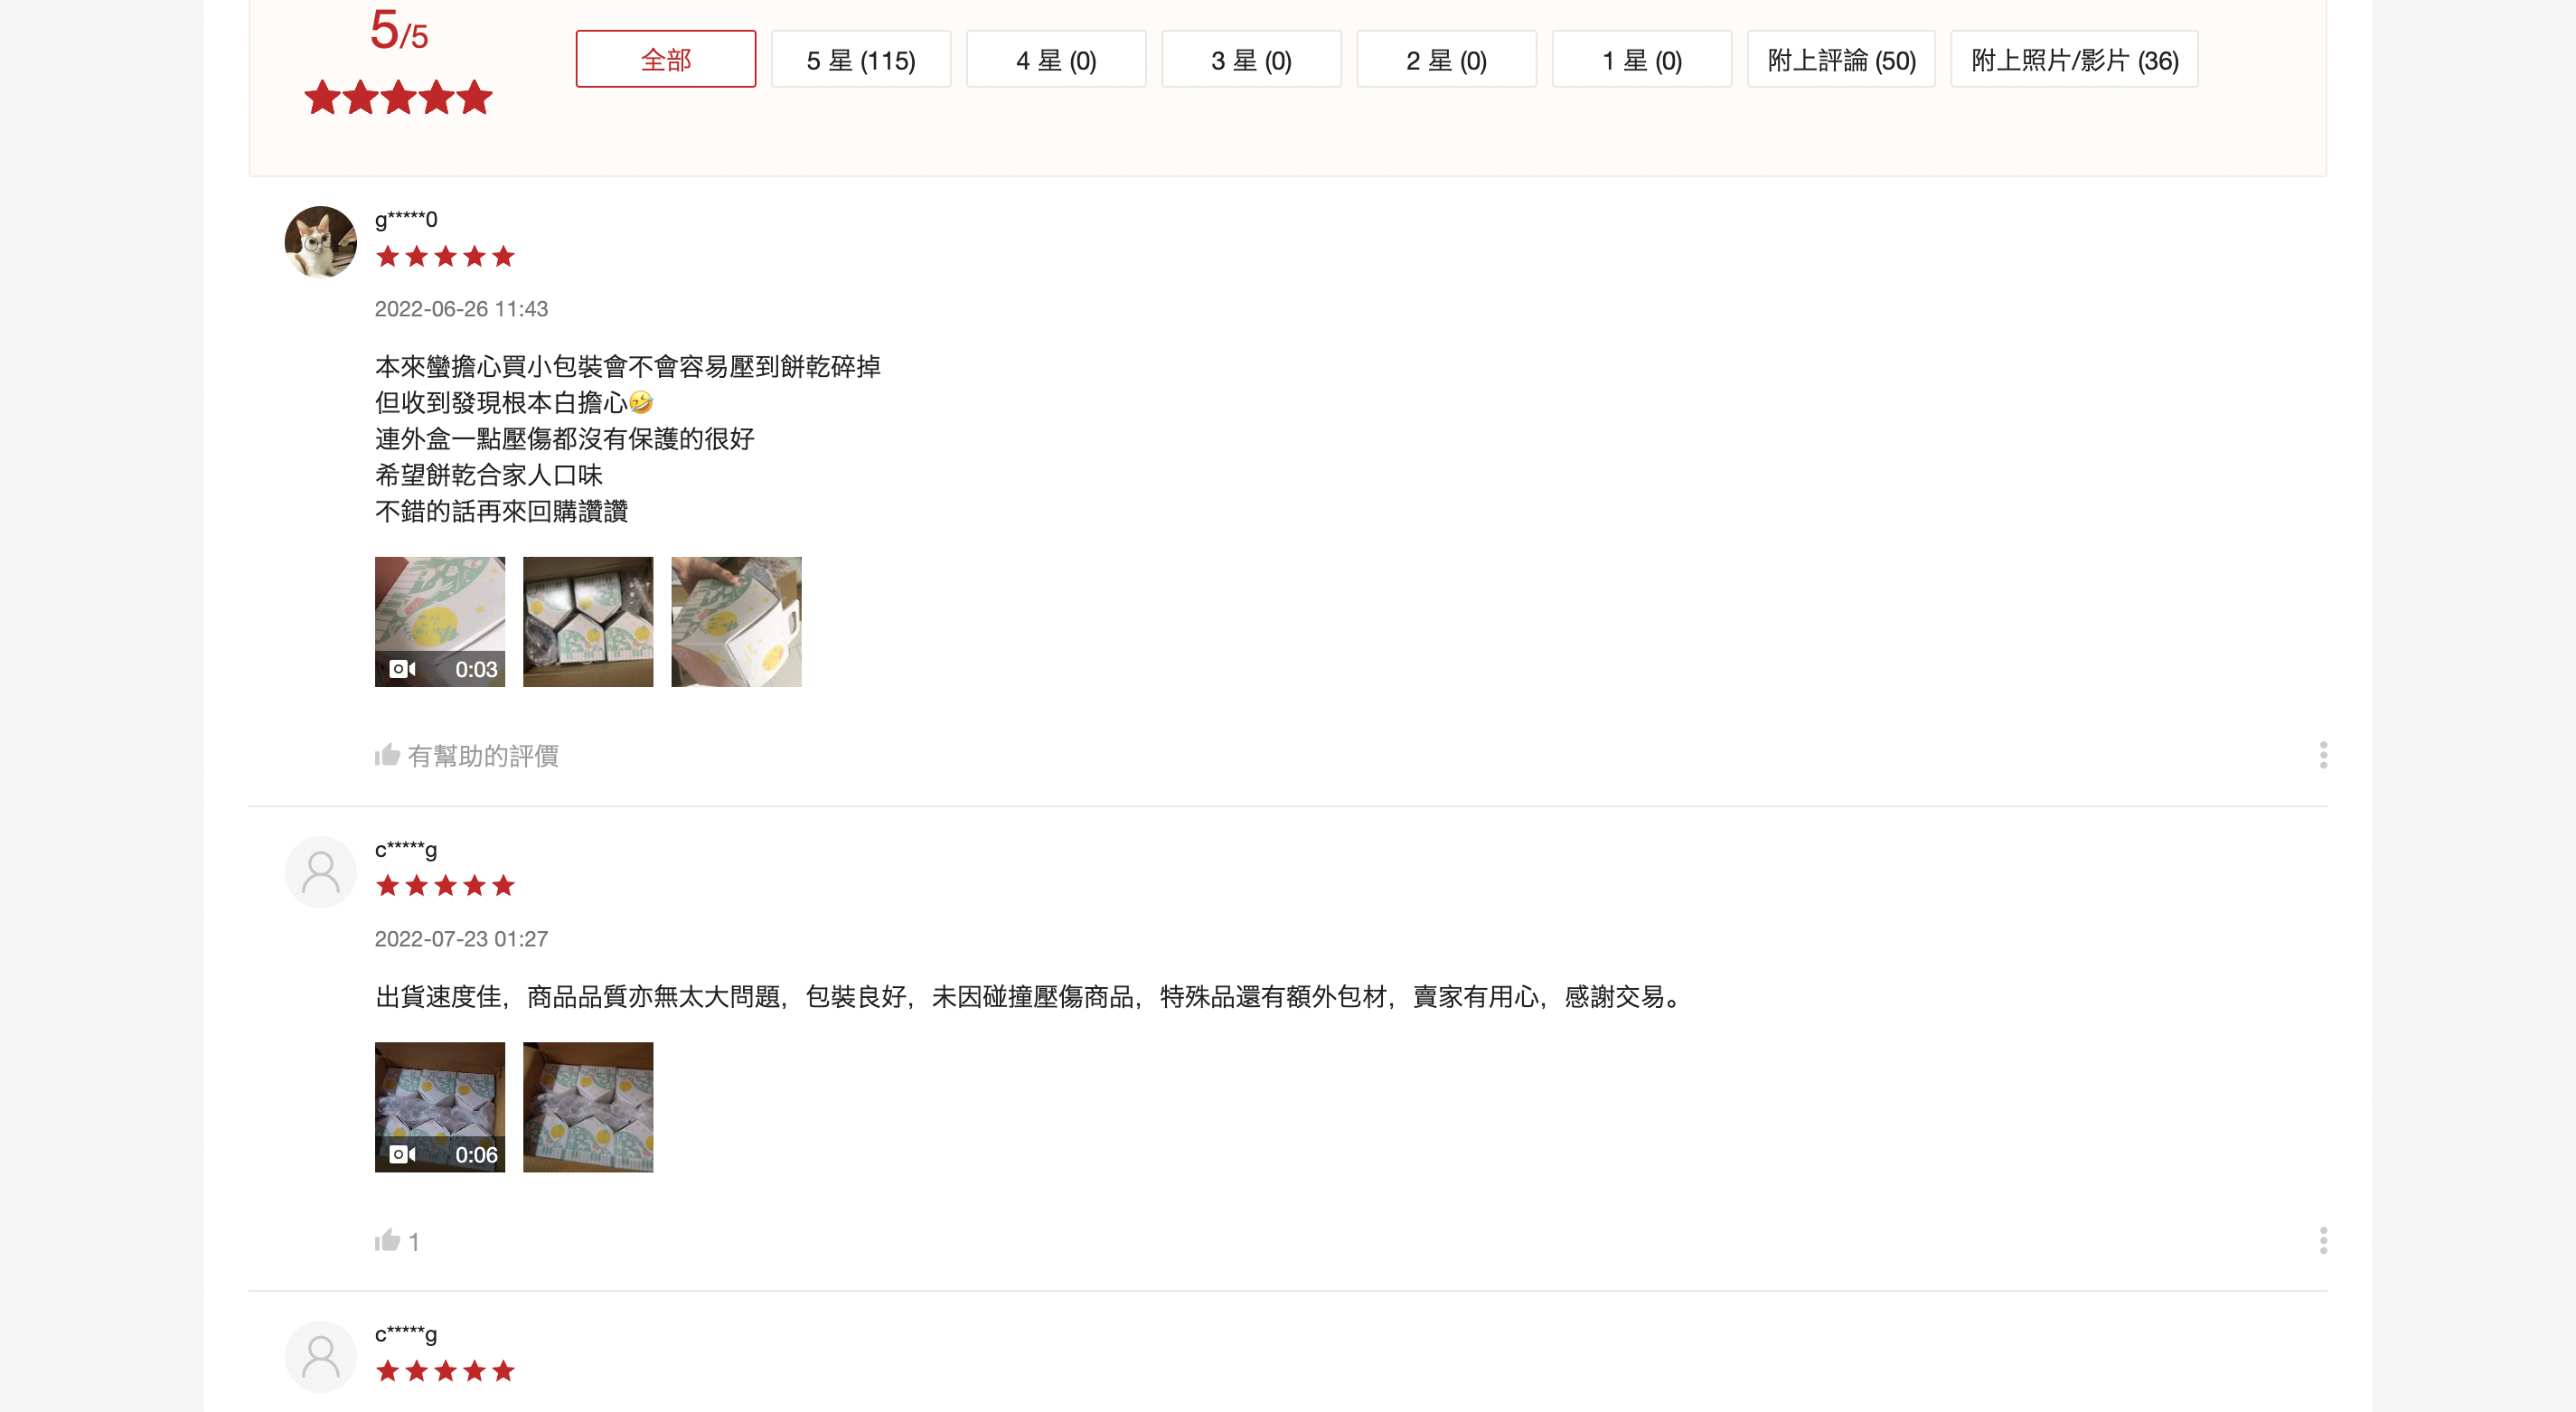 5/5
全部
5 星 (115)
4 星 (0)
3 星 (0)
2 星 (0)
1 星 (0)
附上評論 (50)
附上照片/影片 (36)
g*****0
2022-06-26 11:43
本來蠻擔心買小包裝會不會容易壓到餅乾碎掉
但收到發現根本白擔心🤣
連外盒一點壓傷都沒有保護的很好
希望餅乾合家人口味
不錯的話再來回購讚讚
0:03
有幫助的評價
c*****g
2022-07-23 01:27
出貨速度佳，商品品質亦無太大問題，包裝良好，未因碰撞壓傷商品，特殊品還有額外包材，賣家有用心，感謝交易。
0:06
1
c*****g